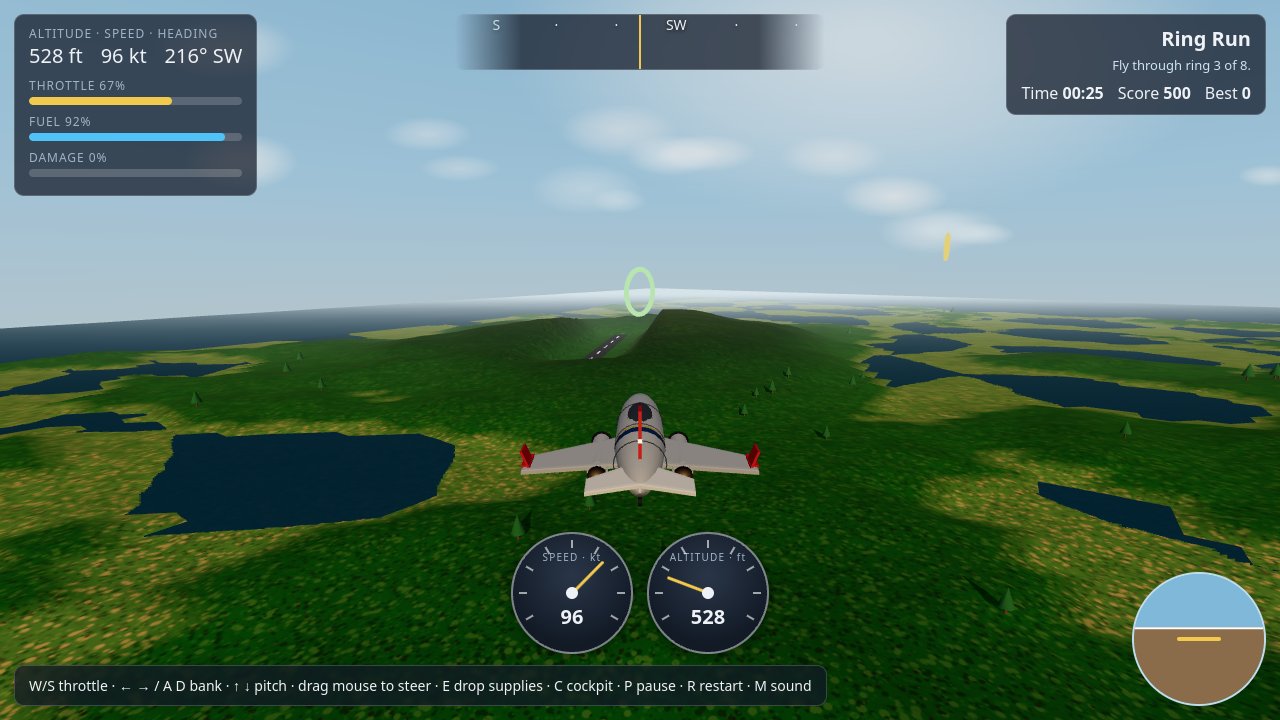 ALTITUDE · SPEED · HEADING
528 ft 96 kt 216° SW
THROTTLE 67%
FUEL 92%
DAMAGE 0%
S · · SW · ·
Ring Run
Fly through ring 3 of 8.
Time 00:25 Score 500 Best 0
SPEED · kt
96
ALTITUDE · ft
528
W/S throttle · ← → / A D bank · ↑ ↓ pitch · drag mouse to steer · E drop supplies · C cockpit · P pause · R restart · M sound